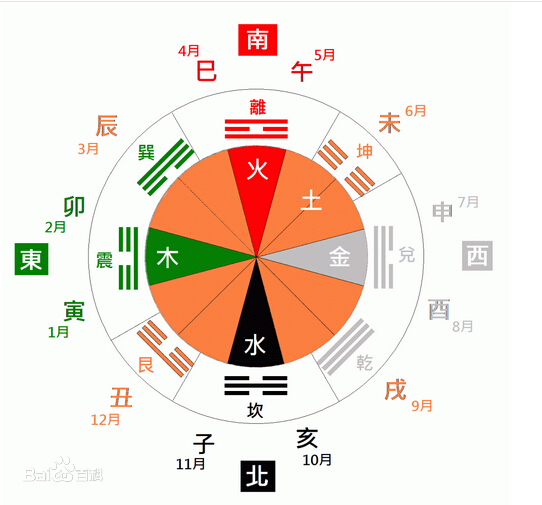 南
4月
5月
巳
午
離
辰
3月
未
6月
巽
坤
火
土
卯
2月
申
7月
東
震
木
金
兌
西
寅
1月
酉
8月
水
艮
乾
丑
12月
戌
9月
坎
子
11月
亥
10月
北
Bai百科